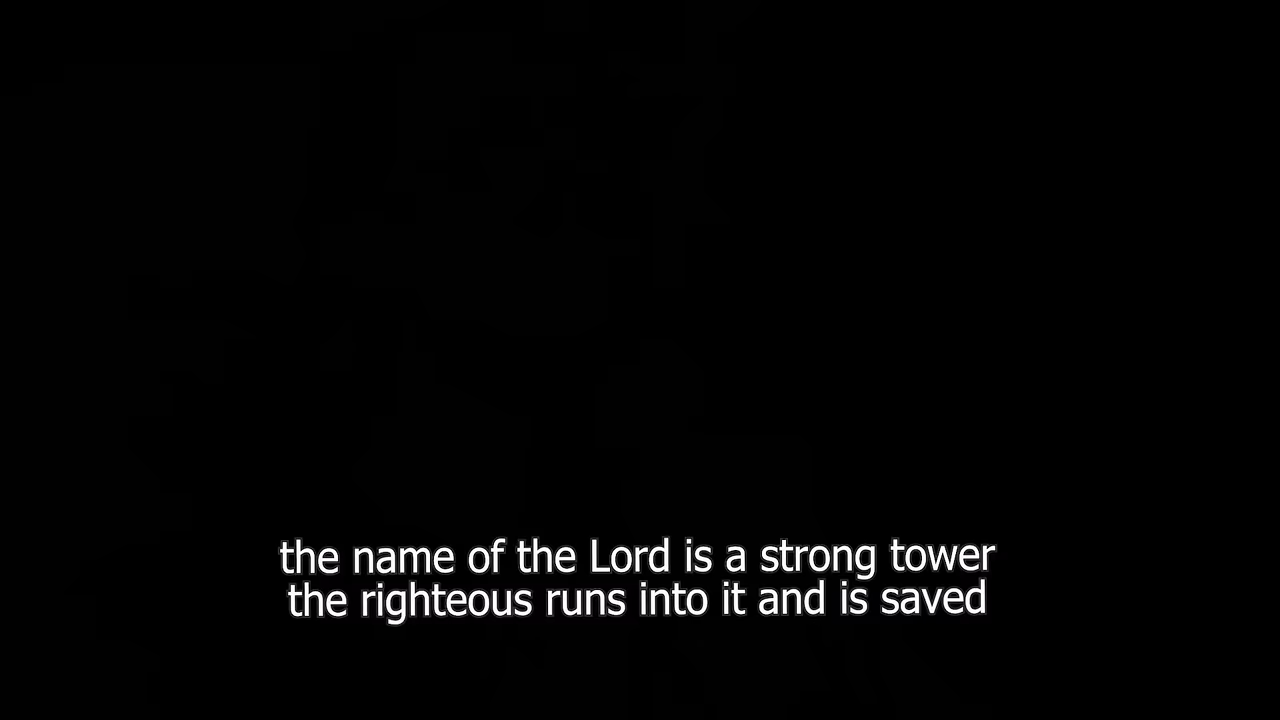 the name of the Lord is a strong tower
the righteous runs into it and is saved